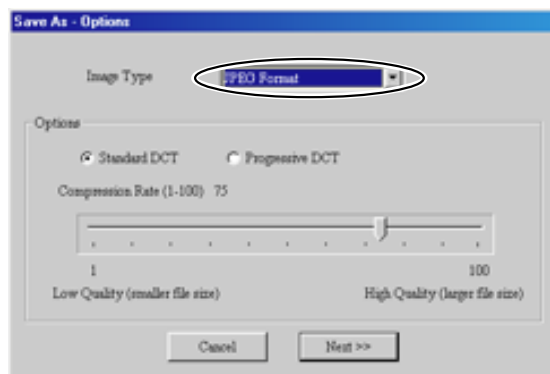 Save As - Options
Image Type JPEG Format
Options
Standard DCT Progressive DCT
Compression Rate (1-100) 75
1 100
Low Quality (smaller file size) High Quality (larger file size)
Cancel Next >>